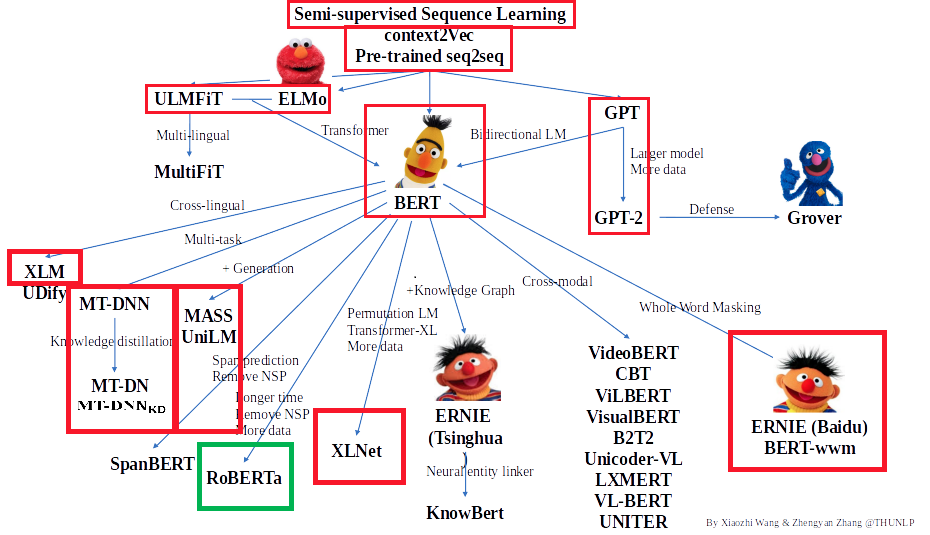 Semi-supervised Sequence Learning
context2Vec
Pre-trained seq2seq
ULMFiT
ELMo
GPT
Multi-lingual
Transformer
Bidirectional LM
Larger model
More data
MultiFiT
BERT
GPT-2
Defense
Grover
Cross-lingual
Multi-task
+ Generation
+Knowledge Graph
Cross-modal
Whole Word Masking
XLM
UDify
MT-DNN
MASS
UniLM
Knowledge distillation
Permutation LM
Transformer-XL
More data
Span prediction
Remove NSP
MT-DN
MT-DNN KD
Longer time
Remove NSP
More data
VideoBERT
CBT
ViLBERT
VisualBERT
B2T2
Unicoder-VL
LXMERT
VL-BERT
UNITER
ERNIE
(Tsinghua
)
ERNIE (Baidu)
BERT-wwm
SpanBERT
RoBERTa
XLNet
Neural entity linker
KnowBert
By Xiaozhi Wang & Zhengyan Zhang @THUNLP